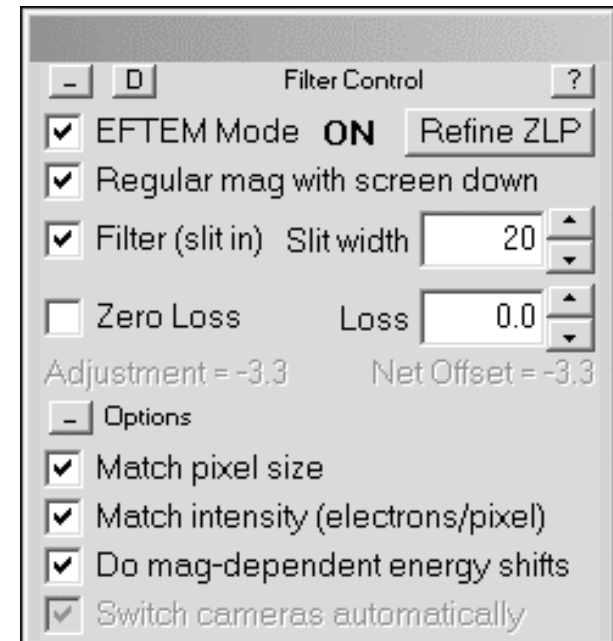 – D Filter Control ?
EFTEM Mode ON Refine ZLP
Regular mag with screen down
Filter (slit in) Slit width 20
Zero Loss Loss 0.0
Adjustment = -3.3 Net Offset = -3.3
– Options
Match pixel size
Match intensity (electrons/pixel)
Do mag-dependent energy shifts
Switch cameras automatically